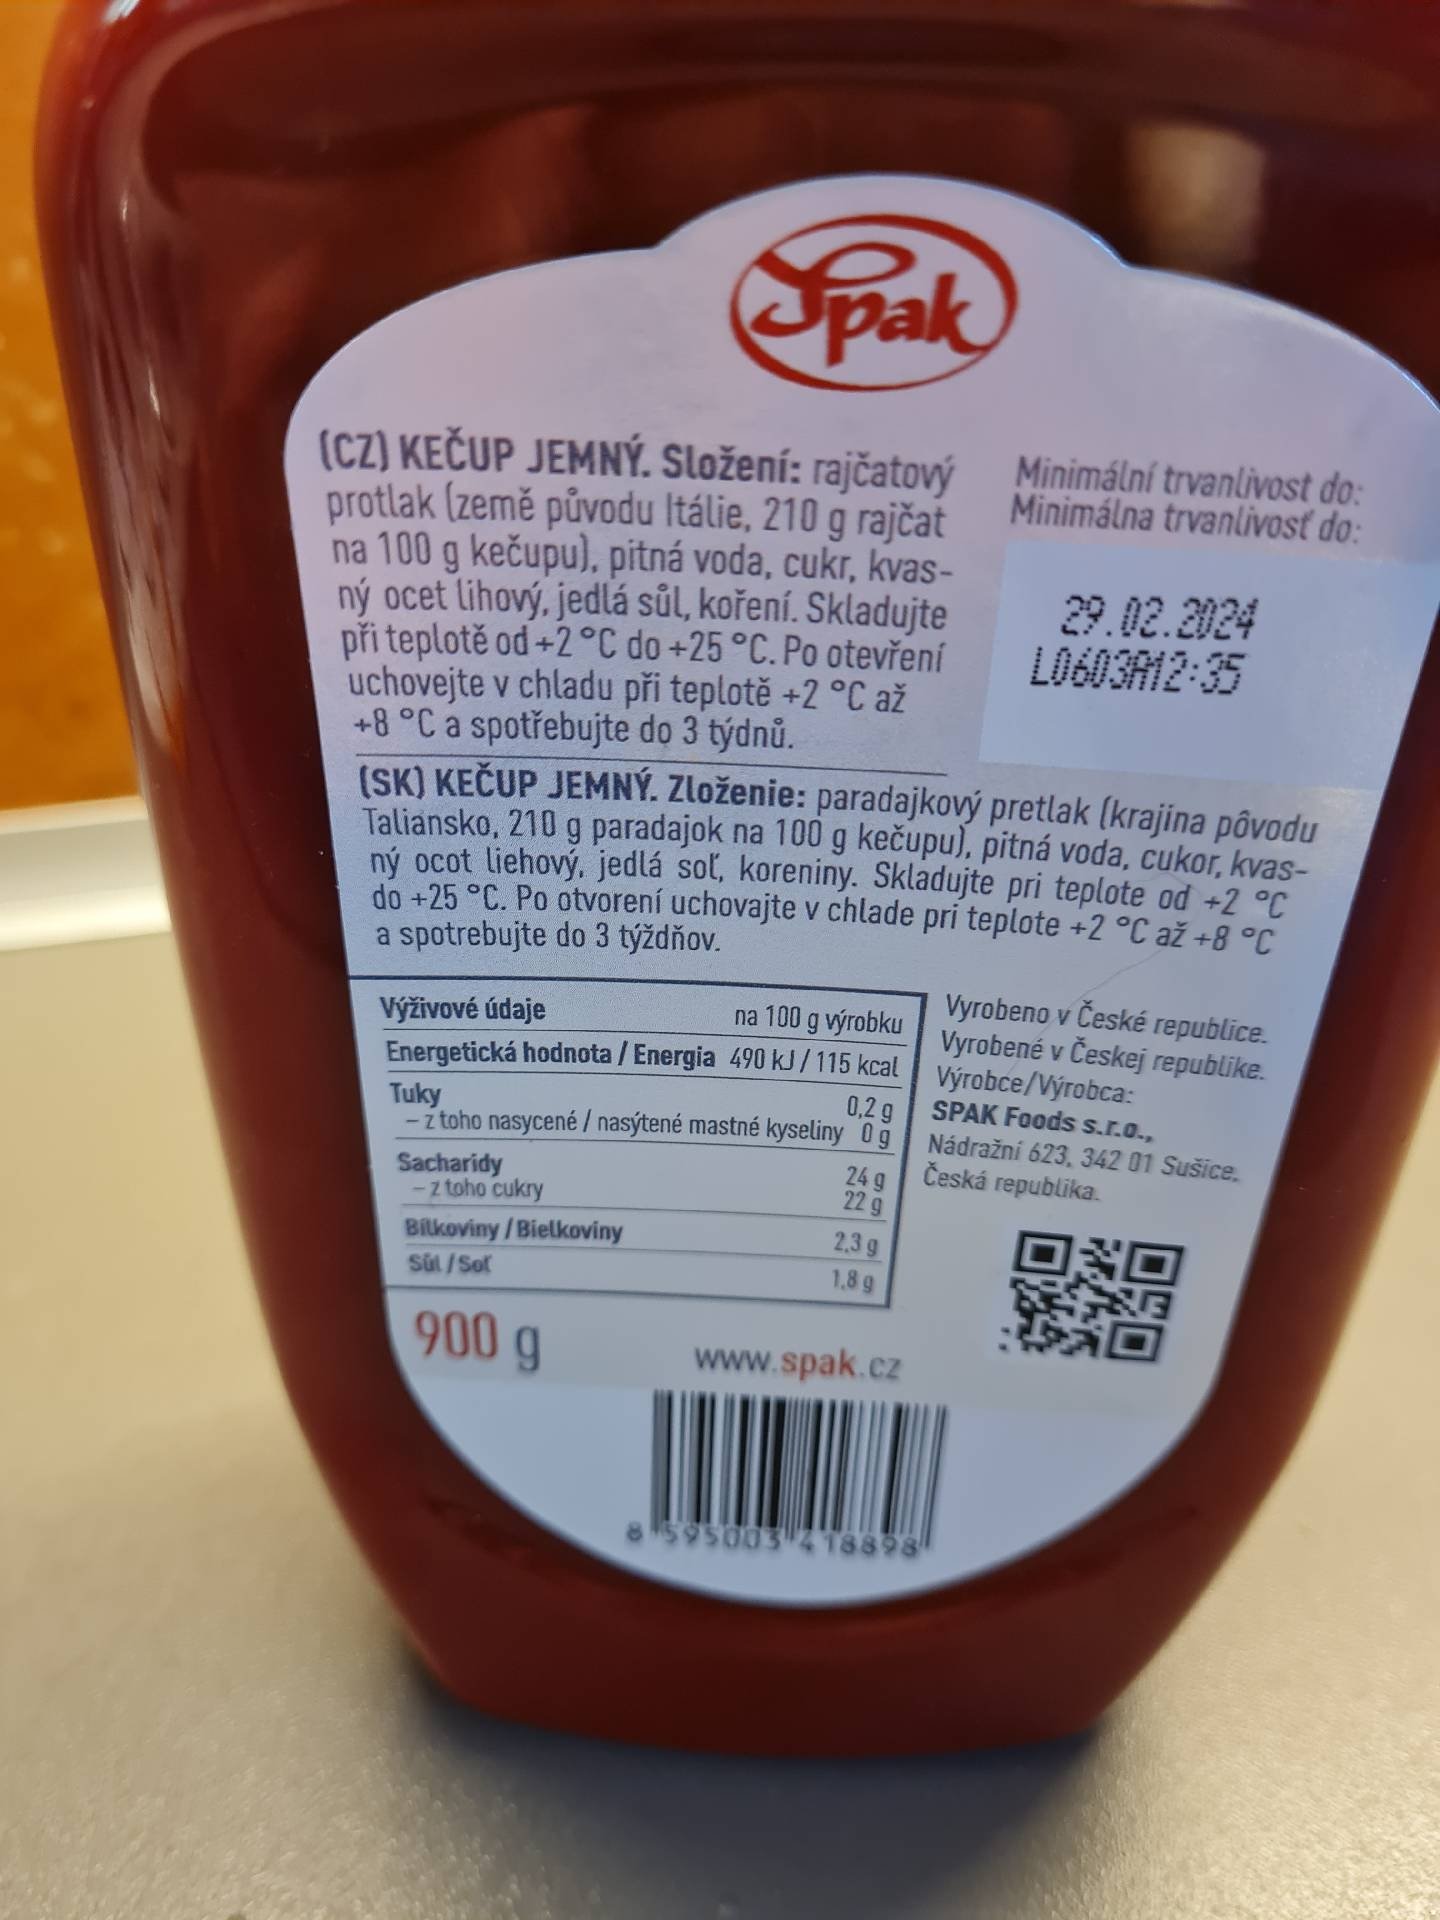 Spak
(CZ) KEČUP JEMNÝ. Složení: rajčatový
protlak (země původu Itálie, 210 g rajčat
na 100 g kečupu), pitná voda, cukr, kvas-
ný ocet lihový, jedlá sůl, koření. Skladujte
při teplotě od +2 °C do +25 °C. Po otevření
uchovejte v chladu při teplotě +2 °C až
+8 °C a spotřebujte do 3 týdnů.
Minimální trvanlivost do:
Minimálna trvanlivosť do:
29.02.2024
L0603A12:35
(SK) KEČUP JEMNÝ. Zloženie: paradajkový pretlak (krajina pôvodu
Taliansko, 210 g paradajok na 100 g kečupu), pitná voda, cukor, kvas-
ný ocot liehový, jedlá soľ, koreniny. Skladujte pri teplote od +2 °C
do +25 °C. Po otvorení uchovajte v chlade pri teplote +2 °C až +8 °C
a spotrebujte do 3 týždňov.
Výživové údaje na 100 g výrobku
Energetická hodnota / Energia 490 kJ / 115 kcal
Tuky 0,2 g
– z toho nasycené / nasýtené mastné kyseliny 0 g
Sacharidy 24 g
– z toho cukry 22 g
Bílkoviny / Bielkoviny 2,3 g
Sůl / Soľ 1,8 g
Vyrobeno v České republice.
Vyrobené v Českej republike.
Výrobce/Výrobca:
SPAK Foods s.r.o.,
Nádražní 623, 342 01 Sušice,
Česká republika.
900 g
www.spak.cz
8 595003 418898